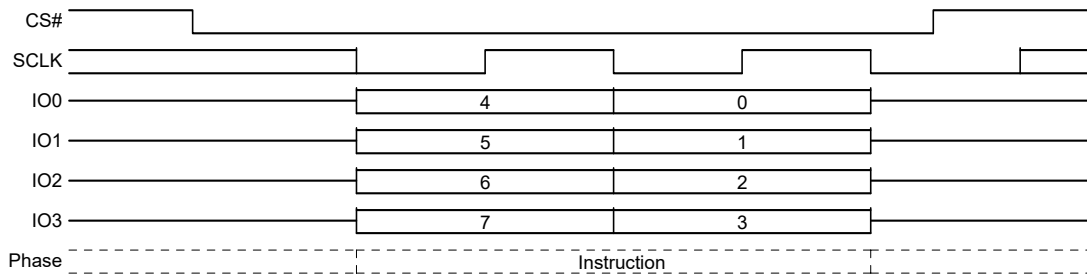 CS#
SCLK
IO0 4 0
IO1 5 1
IO2 6 2
IO3 7 3
Phase Instruction